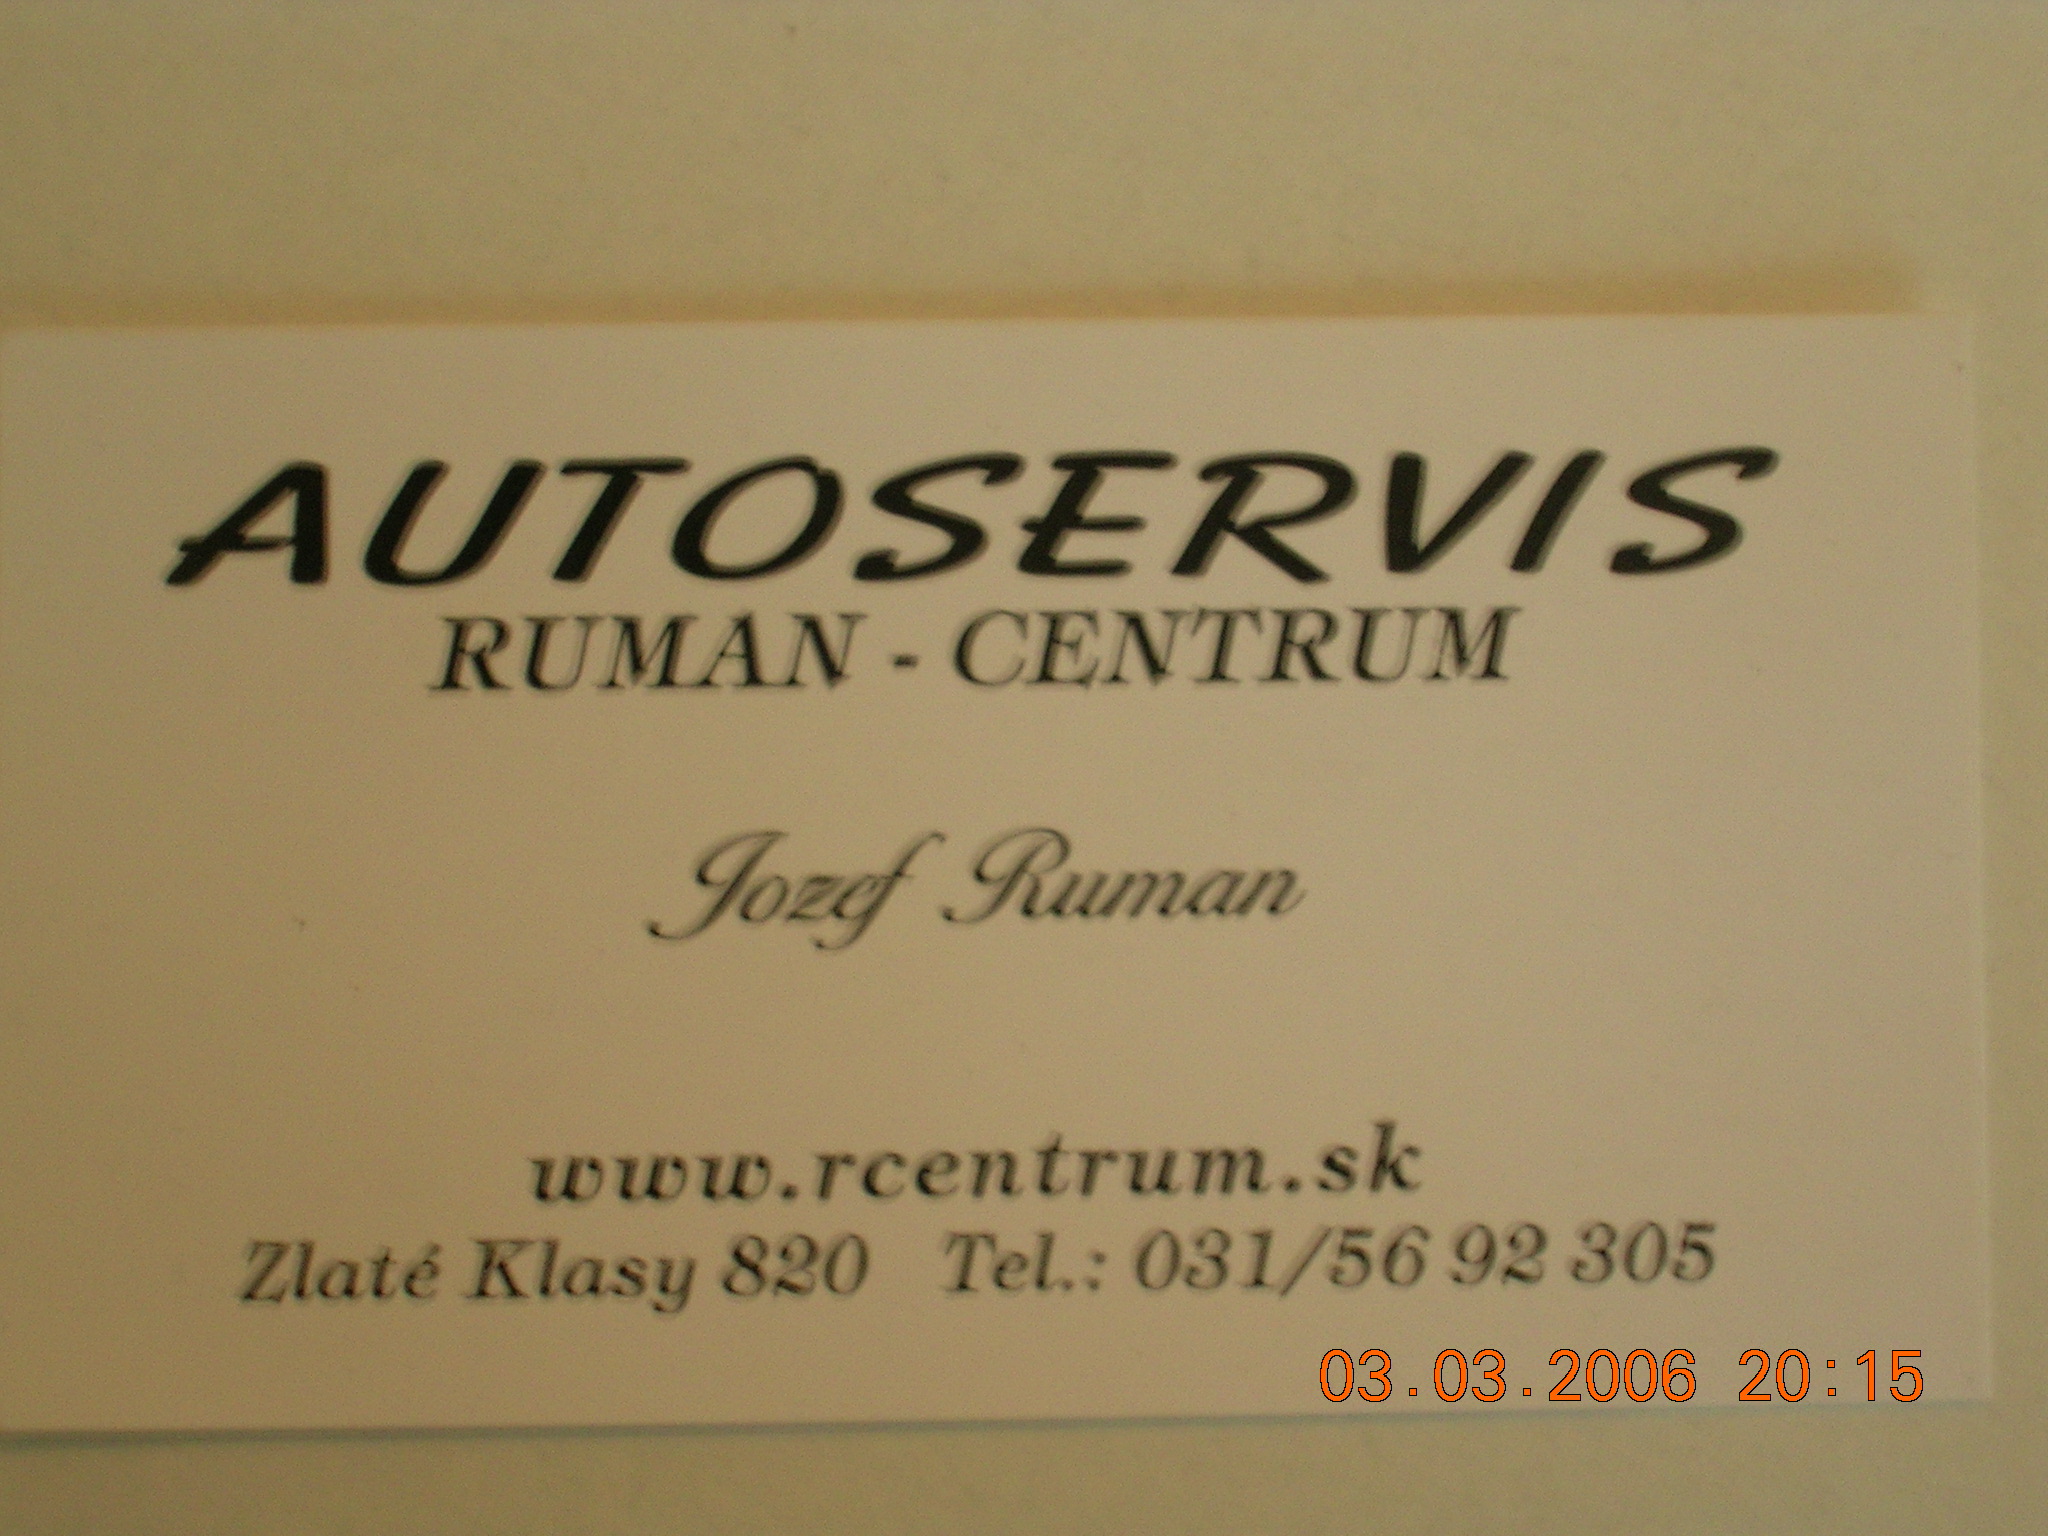 AUTOSERVIS
RUMAN - CENTRUM
Jozef Ruman
www.rcentrum.sk
Zlaté Klasy 820 Tel.: 031/56 92 305
03.03.2006 20:15